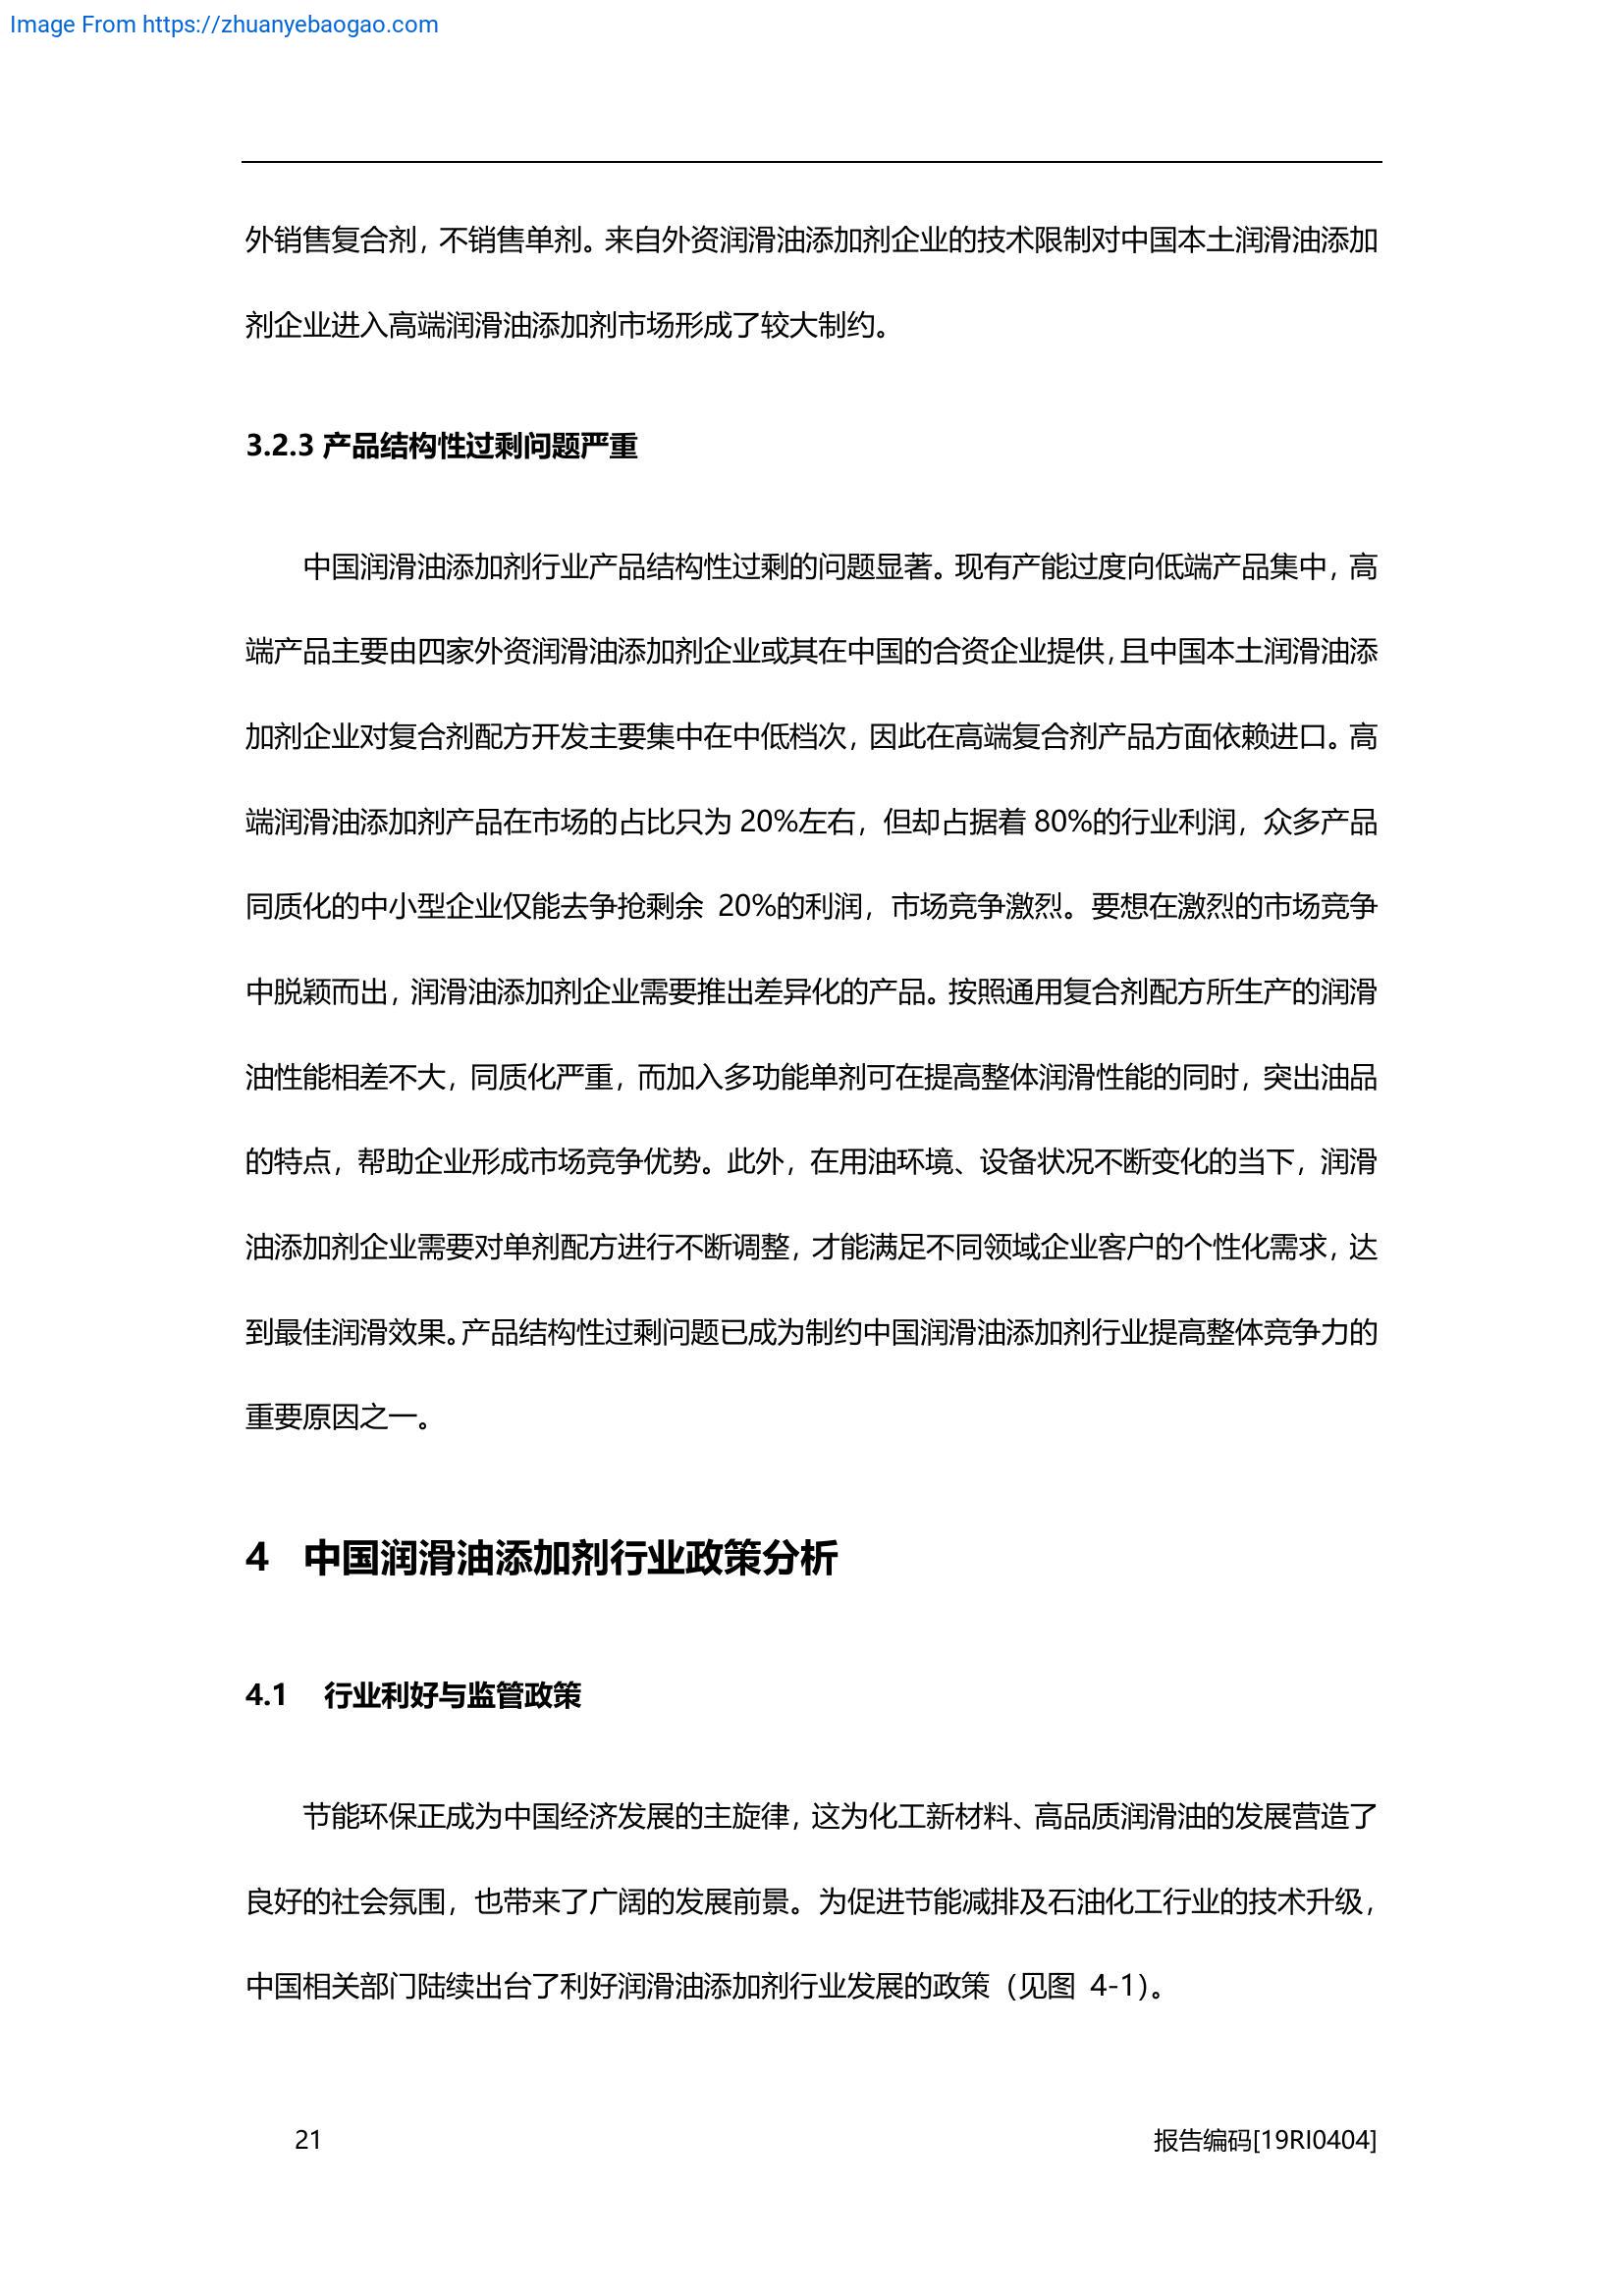 Image From https://zhuanyebaogao.com
外销售复合剂，不销售单剂。来自外资润滑油添加剂企业的技术限制对中国本土润滑油添加
剂企业进入高端润滑油添加剂市场形成了较大制约。
3.2.3 产品结构性过剩问题严重
中国润滑油添加剂行业产品结构性过剩的问题显著。现有产能过度向低端产品集中，高
端产品主要由四家外资润滑油添加剂企业或其在中国的合资企业提供，且中国本土润滑油添
加剂企业对复合剂配方开发主要集中在中低档次，因此在高端复合剂产品方面依赖进口。高
端润滑油添加剂产品在市场的占比只为 20%左右，但却占据着 80%的行业利润，众多产品
同质化的中小型企业仅能去争抢剩余 20%的利润，市场竞争激烈。要想在激烈的市场竞争
中脱颖而出，润滑油添加剂企业需要推出差异化的产品。按照通用复合剂配方所生产的润滑
油性能相差不大，同质化严重，而加入多功能单剂可在提高整体润滑性能的同时，突出油品
的特点，帮助企业形成市场竞争优势。此外，在用油环境、设备状况不断变化的当下，润滑
油添加剂企业需要对单剂配方进行不断调整，才能满足不同领域企业客户的个性化需求，达
到最佳润滑效果。产品结构性过剩问题已成为制约中国润滑油添加剂行业提高整体竞争力的
重要原因之一。
4 中国润滑油添加剂行业政策分析
4.1 行业利好与监管政策
节能环保正成为中国经济发展的主旋律，这为化工新材料、高品质润滑油的发展营造了
良好的社会氛围，也带来了广阔的发展前景。为促进节能减排及石油化工行业的技术升级，
中国相关部门陆续出台了利好润滑油添加剂行业发展的政策（见图 4-1）。
21 报告编码[19RI0404]